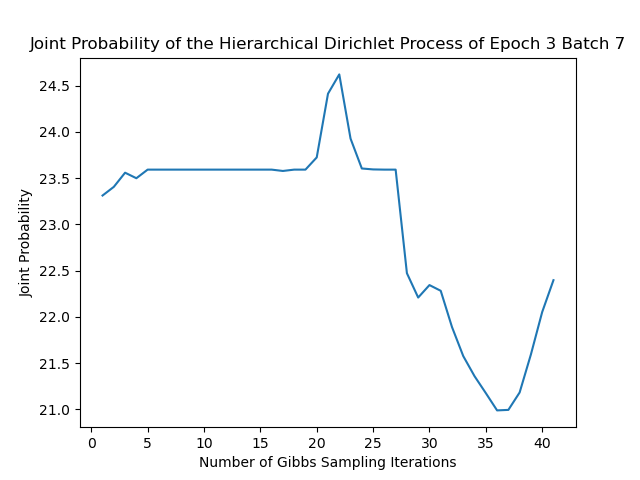 Joint Probability of the Hierarchical Dirichlet Process of Epoch 3 Batch 7
24.5
24.0
23.5
23.0
22.5
22.0
21.5
21.0
Joint Probability
0 5 10 15 20 25 30 35 40
Number of Gibbs Sampling Iterations